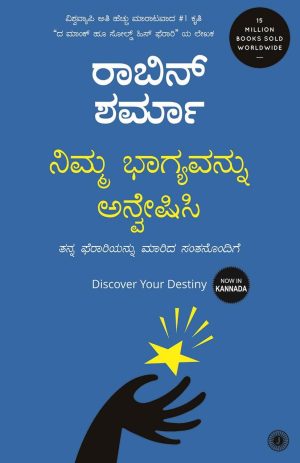 ವಿಶ್ವವ್ಯಾಪಿ ಅತಿ ಹೆಚ್ಚು ಮಾರಾಟವಾದ #1 ಕೃತಿ
"ದ ಮಾಂಕ್ ಹೂ ಸೋಲ್ಡ್ ಹಿಸ್ ಫೆರಾರಿ" ಯ ಲೇಖಕ
15
MILLION
BOOKS SOLD
WORLDWIDE
ರಾಬಿನ್
ಶರ್ಮಾ
ನಿಮ್ಮ ಭಾಗ್ಯವನ್ನು
ಅನ್ವೇಷಿಸಿ
ತನ್ನ ಫೆರಾರಿಯನ್ನು ಮಾರಿದ ಸಂತನೊಂದಿಗೆ
Discover Your Destiny
NOW IN
KANNADA
J